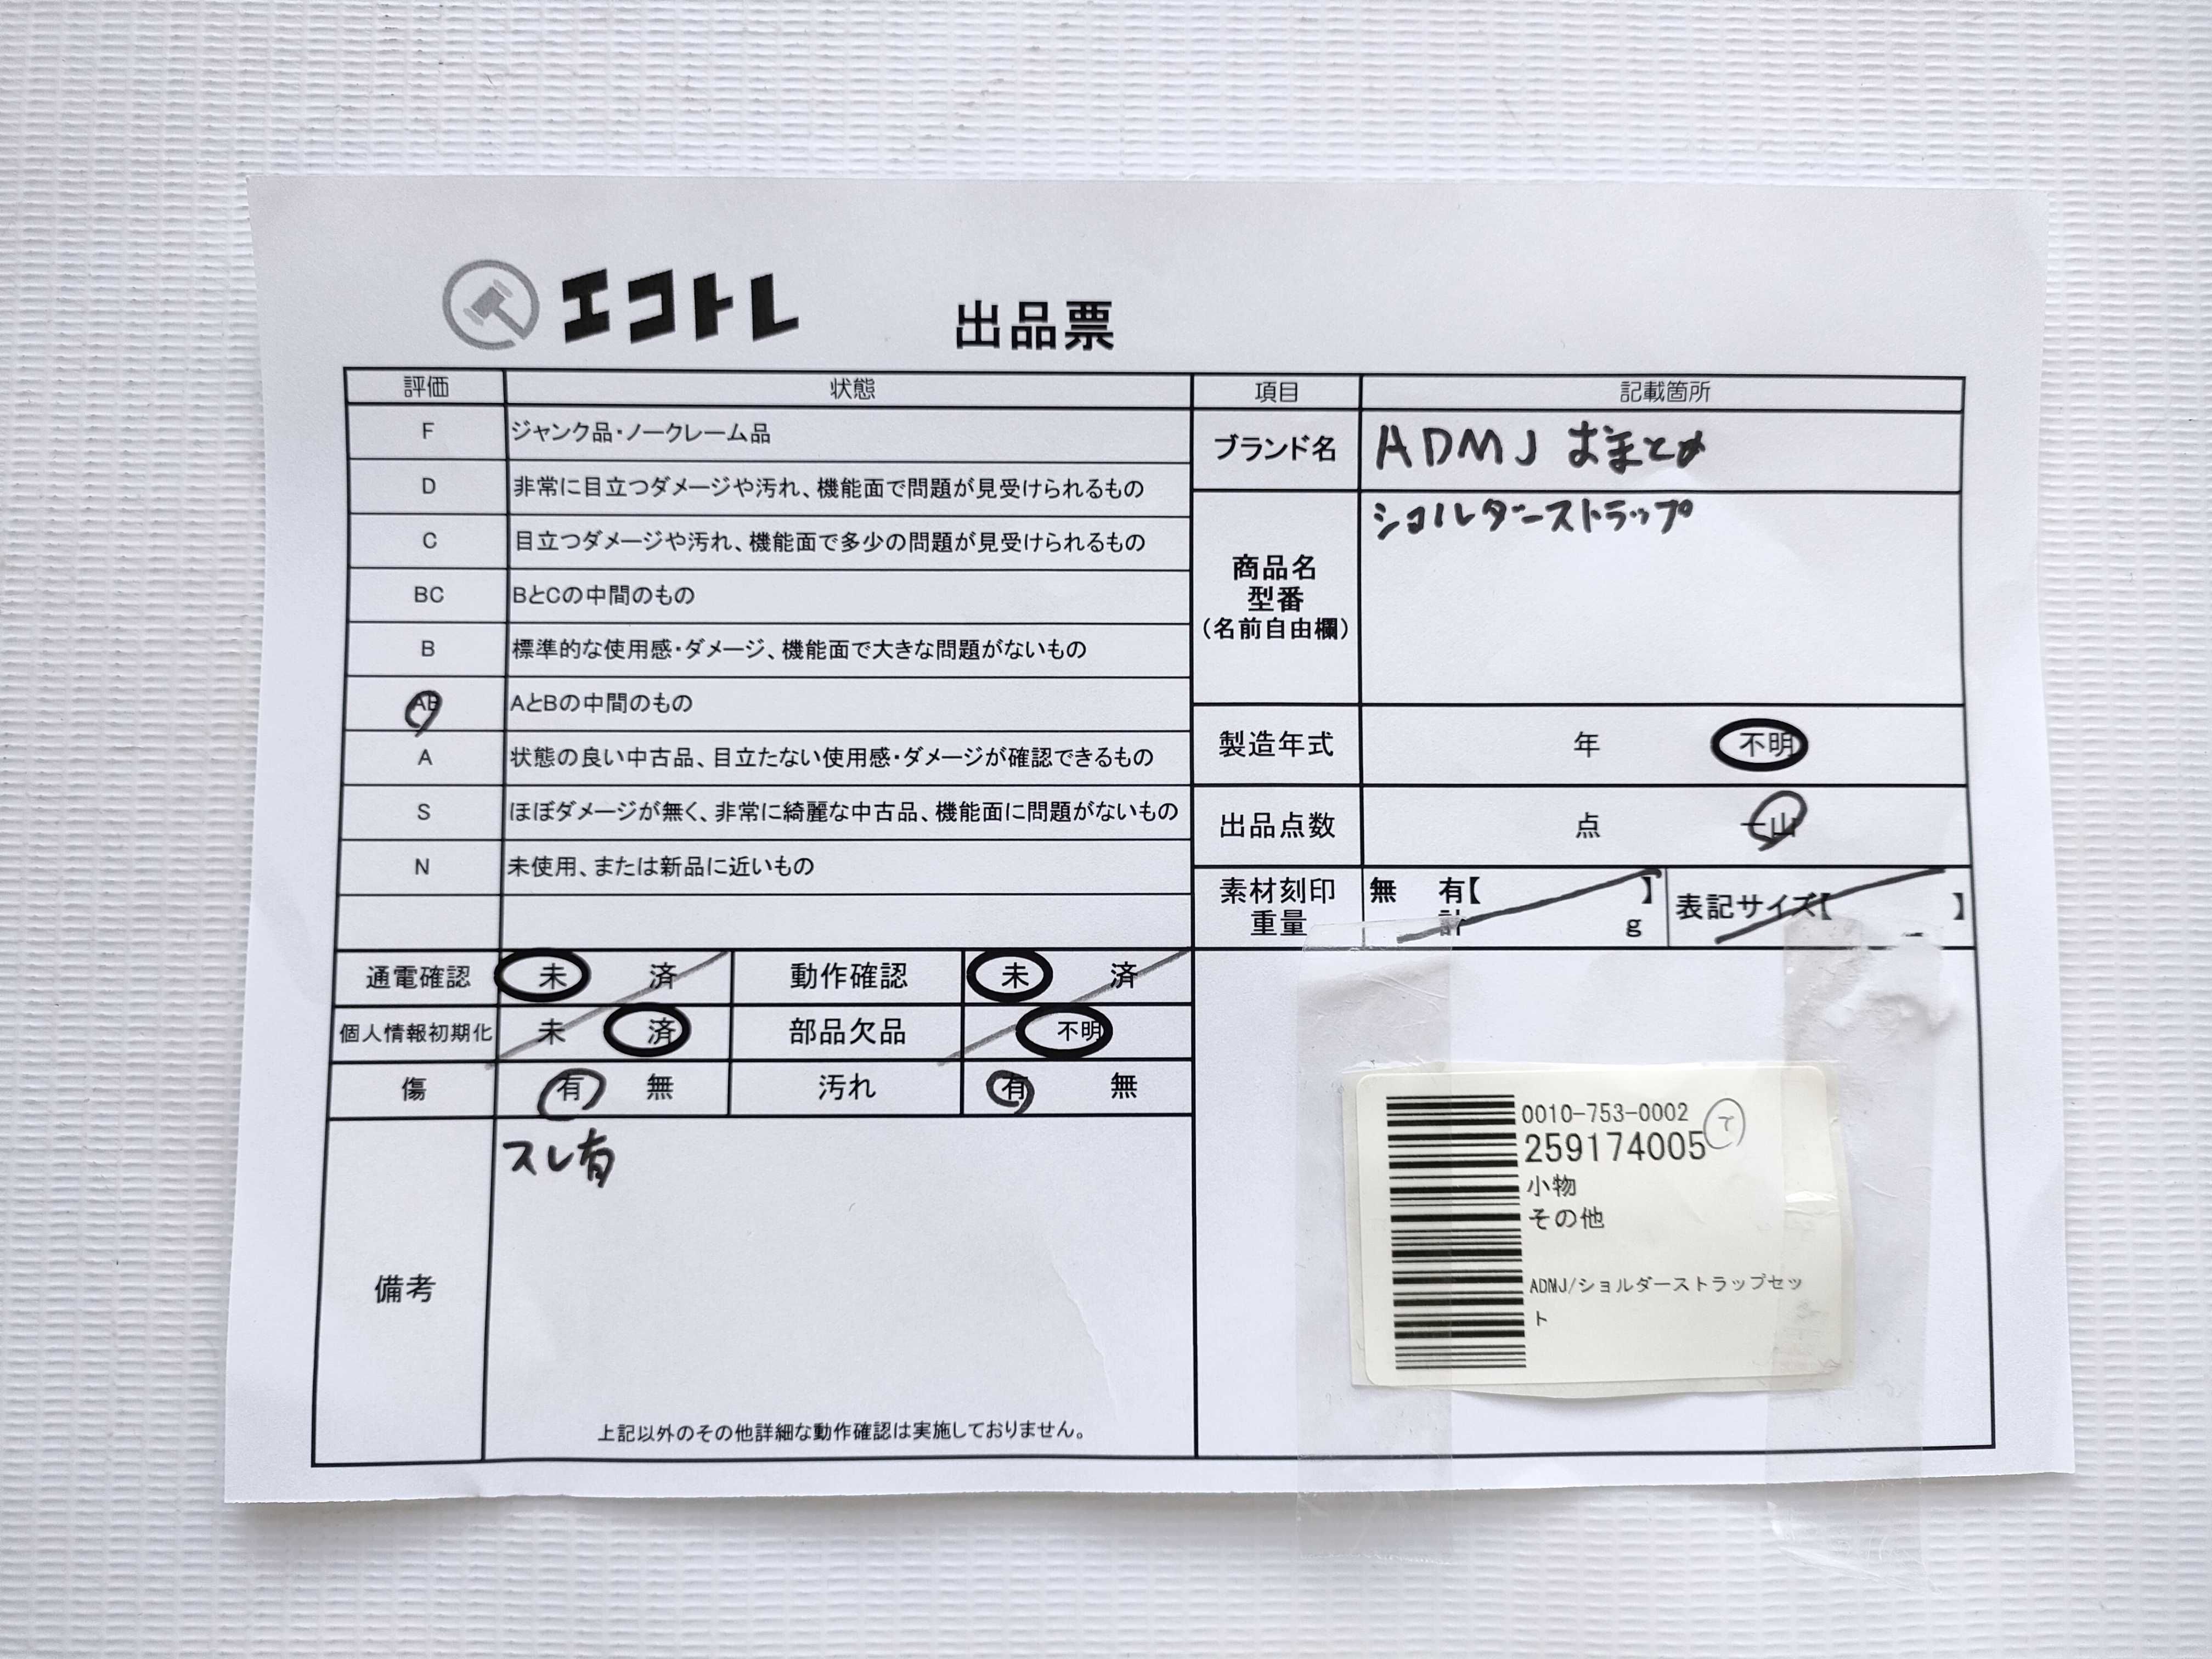 エコトレ
出品票
評価 状態
F ジャンク品・ノークレーム品
D 非常に目立つダメージや汚れ、機能面で問題が見受けられるもの
C 目立つダメージや汚れ、機能面で多少の問題が見受けられるもの
BC BとCの中間のもの
B 標準的な使用感・ダメージ、機能面で大きな問題がないもの
AB AとBの中間のもの
A 状態の良い中古品、目立たない使用感・ダメージが確認できるもの
S ほぼダメージが無く、非常に綺麗な中古品、機能面に問題がないもの
N 未使用、または新品に近いもの
項目 記載箇所
ブランド名 ADMJ おまとめ
商品名
型番
(名前自由欄)
ショルダーストラップ
製造年式 年 不明
出品点数 点 一山
素材刻印 無 有【 】
重量 計 g
表記サイズ【 】
通電確認 未 済 動作確認 未 済
個人情報初期化 未 済 部品欠品 不明
傷 有 無 汚れ 有 無
備考
スレ有
上記以外のその他詳細な動作確認は実施しておりません。
0010-753-0002
259174005
小物
その他
ADMJ/ショルダーストラップセッ
ト